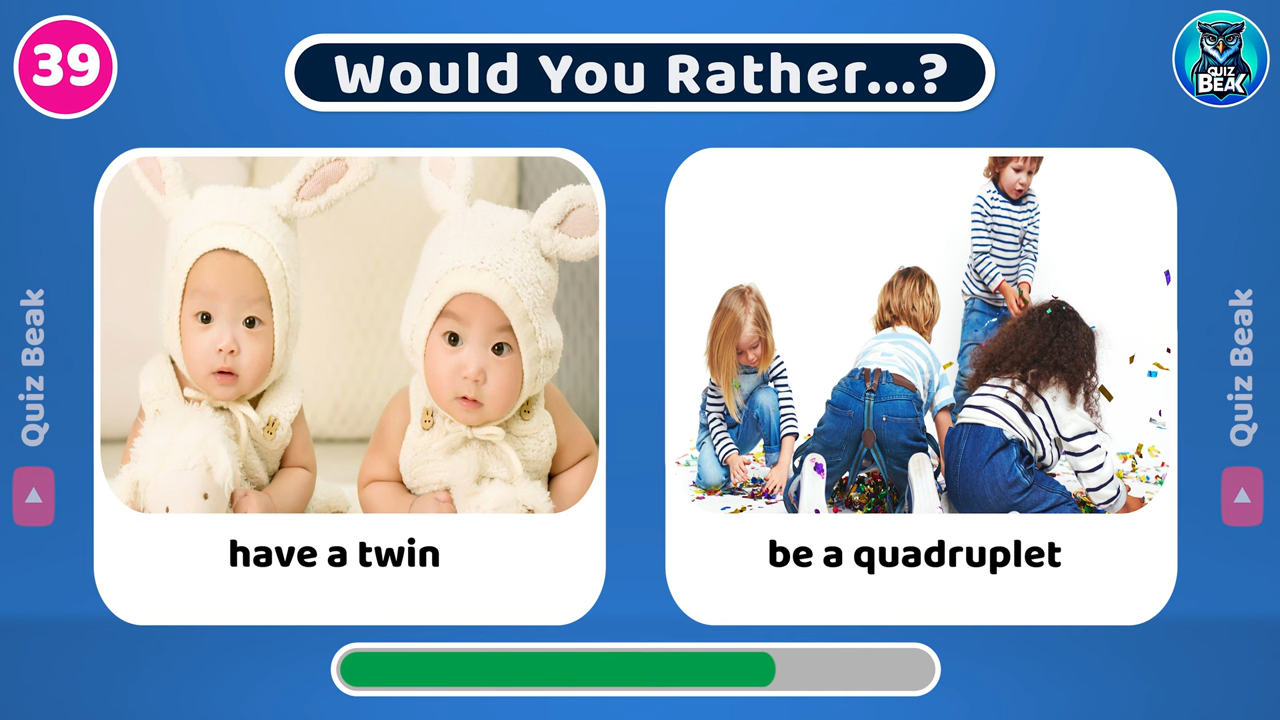 39
Would You Rather...?
QUIZ
BEAK
Quiz Beak
have a twin
be a quadruplet
Quiz Beak